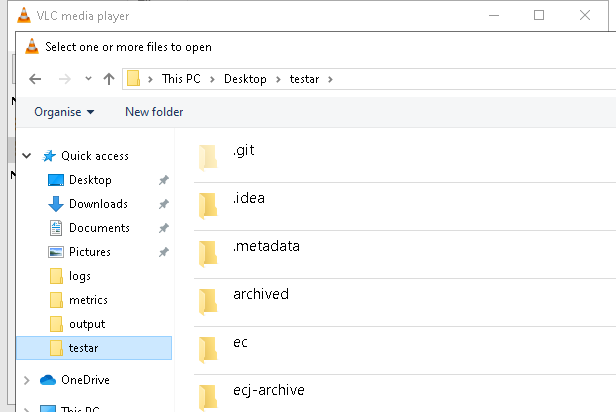 VLC media player
Select one or more files to open
This PC > Desktop > testar >
Organise New folder
Quick access
Desktop
Downloads
Documents
Pictures
logs
metrics
output
testar
OneDrive
This PC
.git
.idea
.metadata
archived
ec
ecj-archive